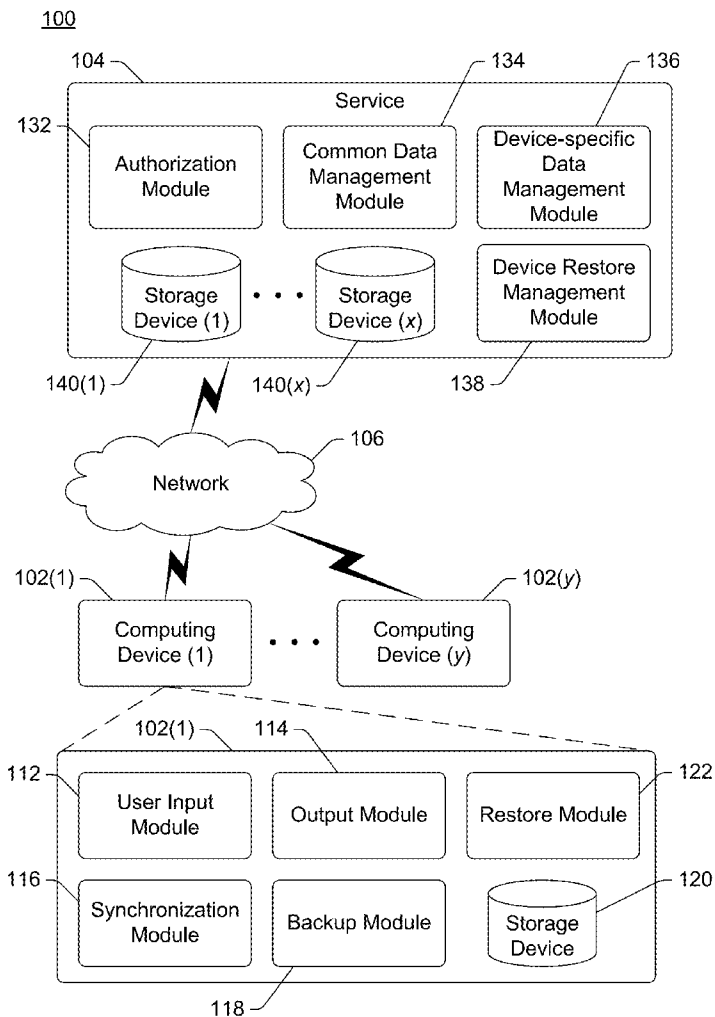 100
104
134
136
Service
132
Authorization
Module
Common Data
Management
Module
Device-specific
Data
Management
Module
Storage
Device (1)
• • •
Storage
Device (x)
Device Restore
Management
Module
140(1)
140(x)
138
106
Network
102(1)
102(y)
Computing
Device (1)
• • •
Computing
Device (y)
102(1)
114
112
122
User Input
Module
Output Module
Restore Module
116
120
Synchronization
Module
Backup Module
Storage
Device
118